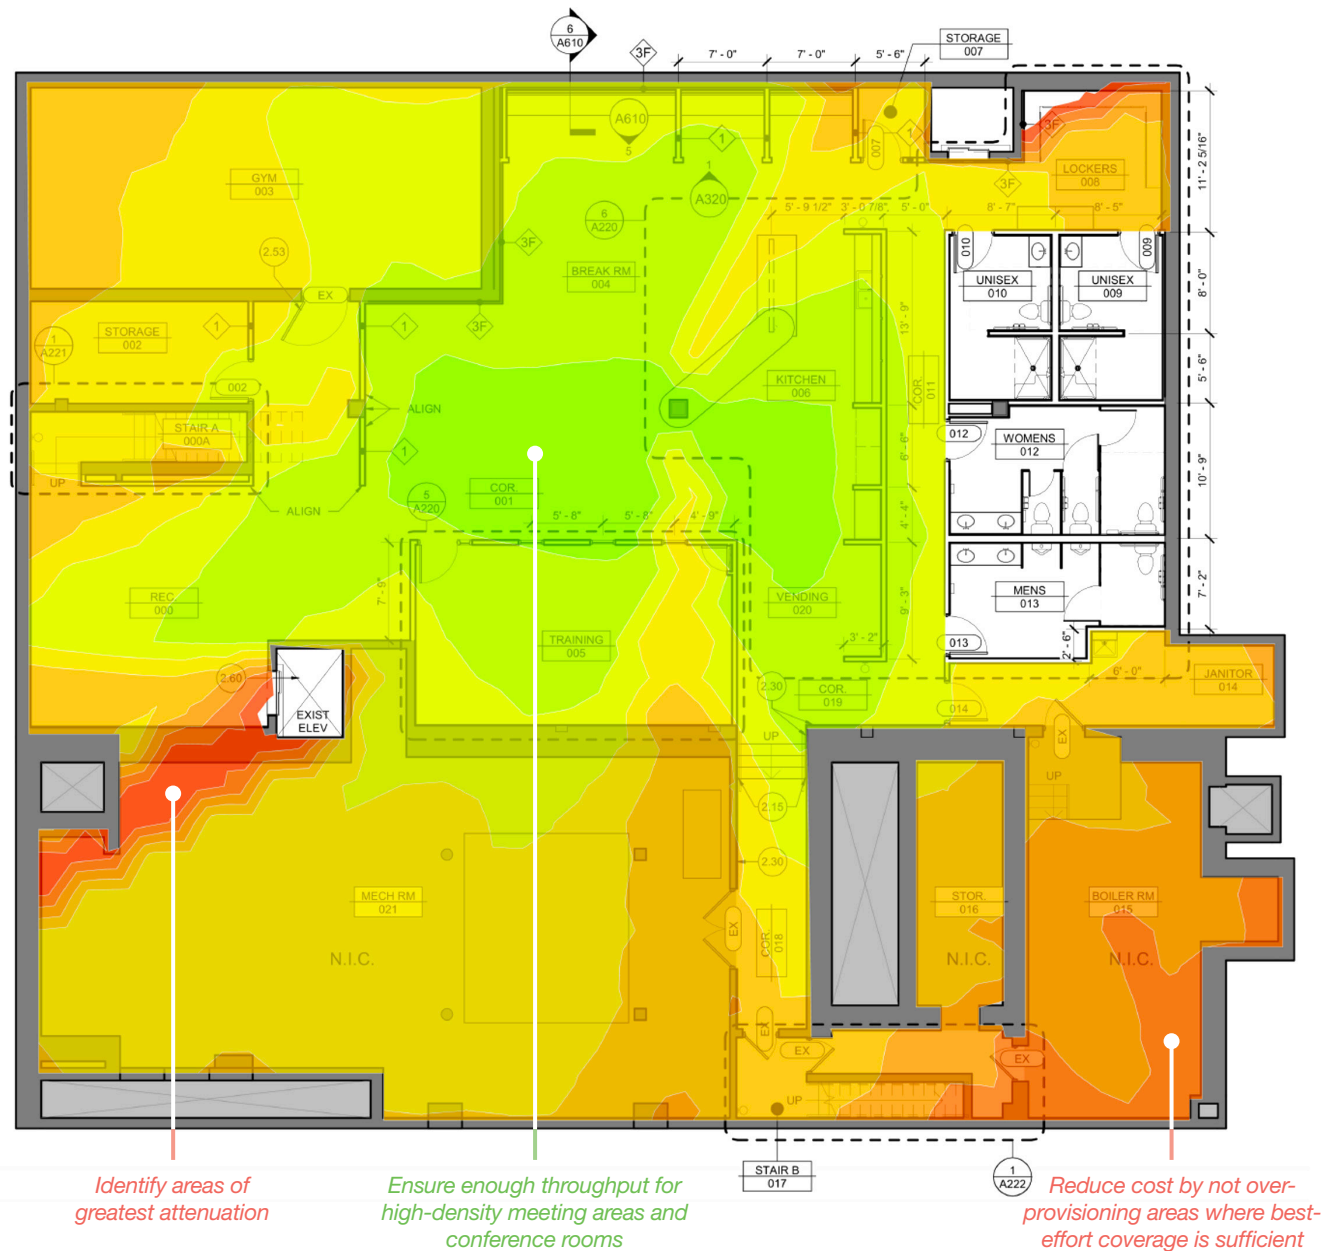 6
A610
3F
7' - 0"
7' - 0"
5' - 6"
STORAGE
007
A610
5
1
1
007
3F
LOCKERS
008
3F
11' - 2 5/16"
GYM
003
1
A320
6
A220
5' - 9 1/2"
3' - 0 7/8"
5' - 0"
8' - 7"
8' - 5"
2.53
3F
BREAK RM
004
010
009
UNISEX
010
UNISEX
009
8' - 0"
EX
1
A221
STORAGE
002
1
1
3F
13' - 9"
002
KITCHEN
006
COR.
011
5' - 6"
ALIGN
STAIR A
000A
UP
1
012
WOMENS
012
6' - 6"
10' - 9"
5
A220
COR.
001
ALIGN
5' - 8"
5' - 8"
4' - 9"
4' - 4"
REC.
000
7' - 9"
TRAINING
005
VENDING
020
9' - 3"
MENS
013
7' - 2"
3' - 2"
013
2' - 6"
2.60
EXIST
ELEV
2.30
COR.
019
014
6' - 0"
JANITOR
014
UP
EX
UP
2.15
2.30
MECH RM
021
STOR.
016
BOILER RM
015
EX
COR.
018
N.I.C.
N.I.C.
N.I.C.
EX
EX
EX
UP
STAIR B
017
1
A222
Identify areas of
greatest attenuation
Ensure enough throughput for
high-density meeting areas and
conference rooms
Reduce cost by not over-
provisioning areas where best-
effort coverage is sufficient